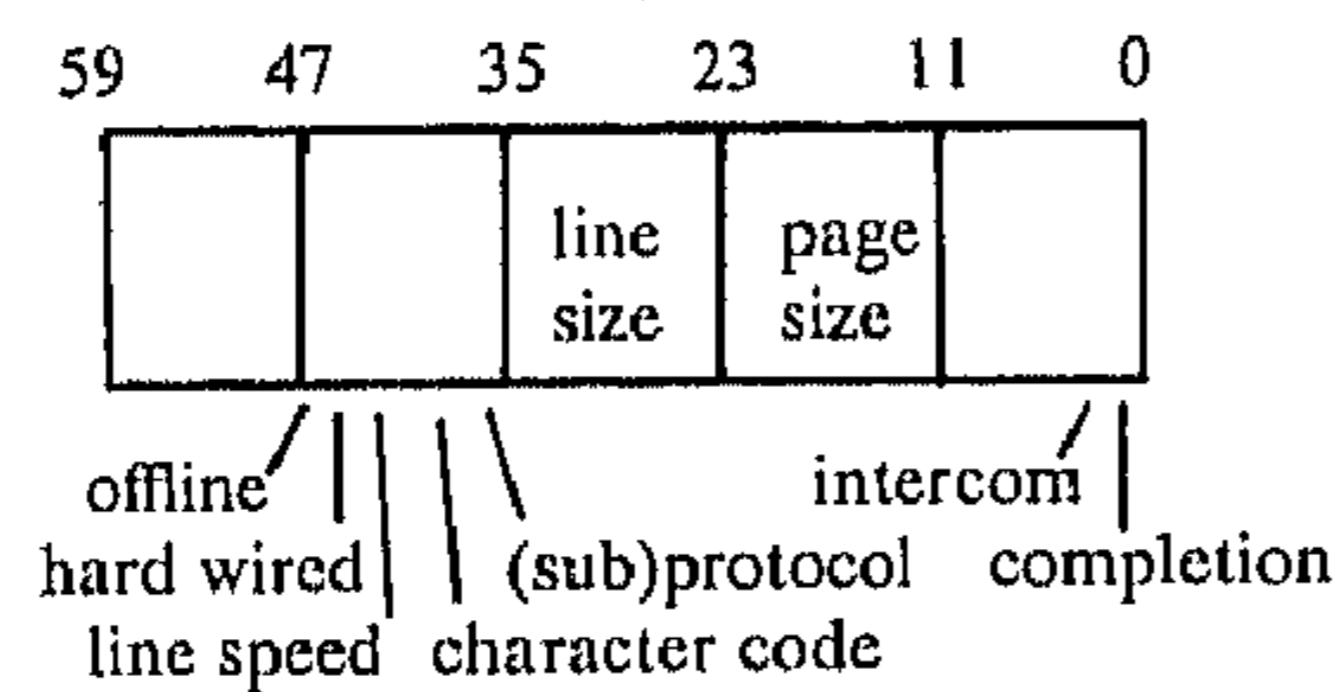 59 47 35 23 11 0
line page
size size
offline intercom
hard wired (sub)protocol completion
line speed character code